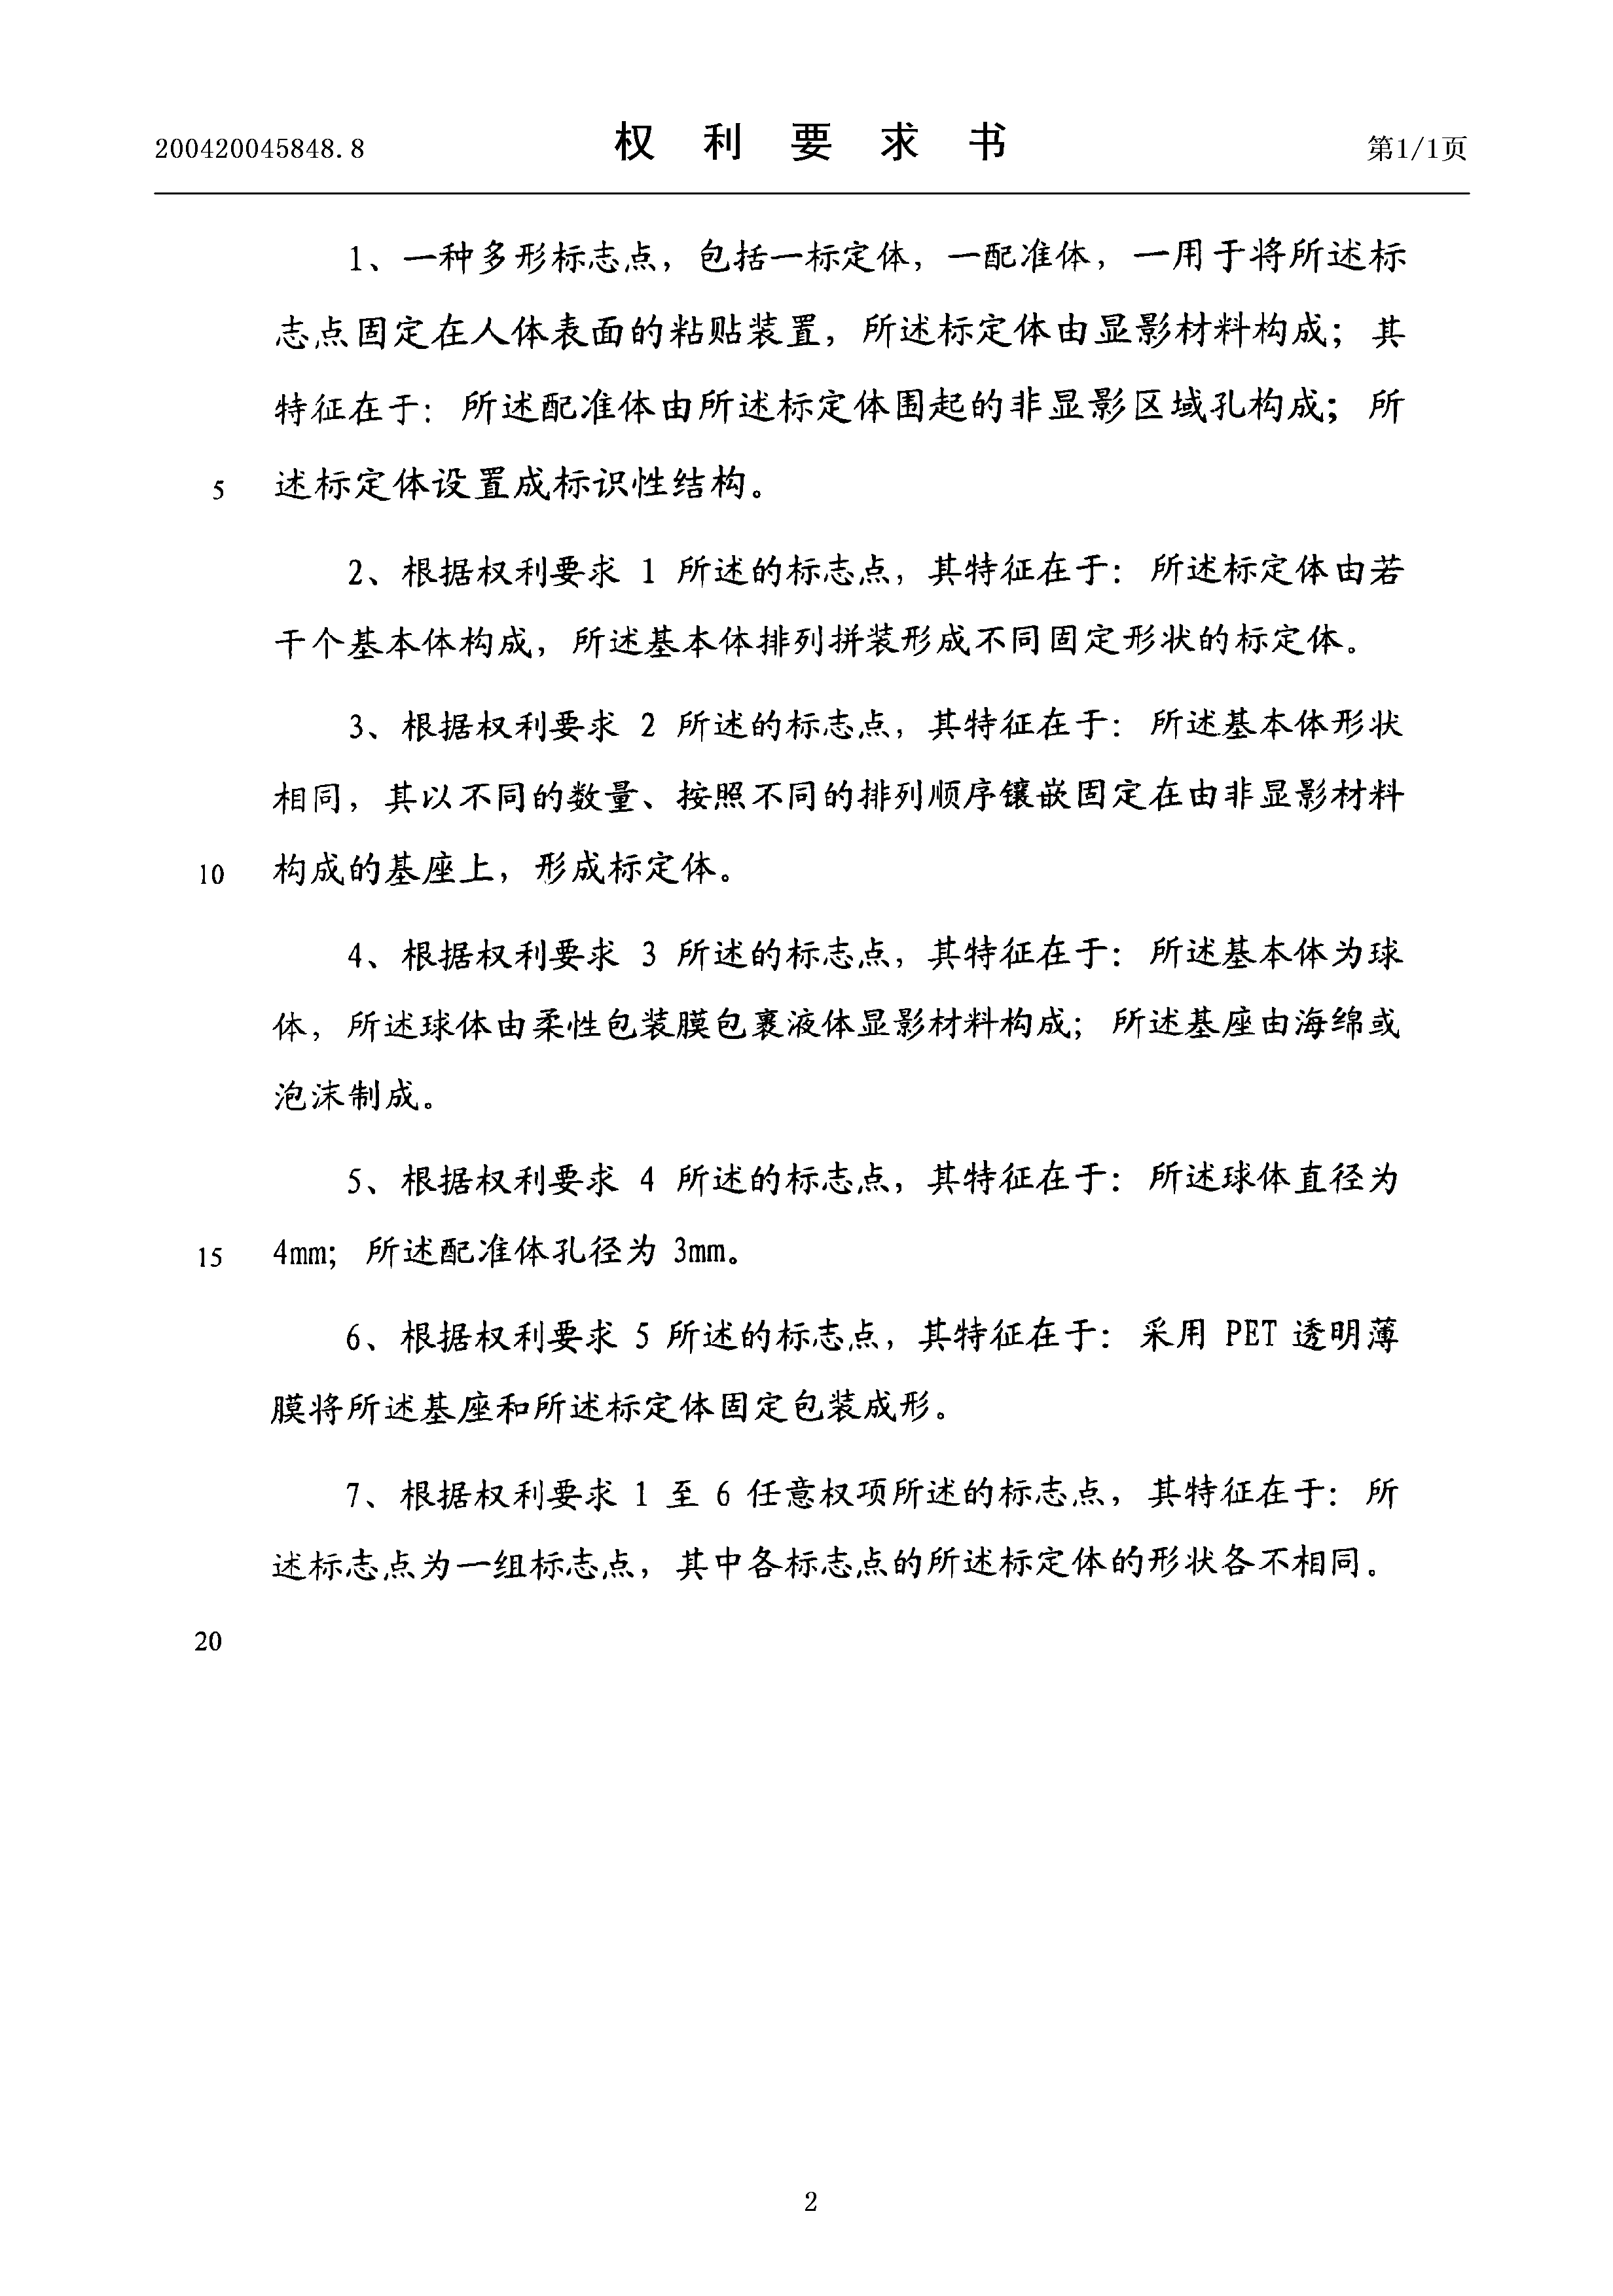 200420045848.8 权利要求书 第1/1页
1、一种多形标志点，包括一标定体，一配准体，一用于将所述标
志点固定在人体表面的粘贴装置，所述标定体由显影材料构成；其
特征在于：所述配准体由所述标定体围起的非显影区域孔构成；所
5 述标定体设置成标识性结构。
2、根据权利要求 1 所述的标志点，其特征在于：所述标定体由若
干个基本体构成，所述基本体排列拼装形成不同固定形状的标定体。
3、根据权利要求 2 所述的标志点，其特征在于：所述基本体形状
相同，其以不同的数量、按照不同的排列顺序镶嵌固定在由非显影材料
10 构成的基座上，形成标定体。
4、根据权利要求 3 所述的标志点，其特征在于：所述基本体为球
体，所述球体由柔性包装膜包裹液体显影材料构成；所述基座由海绵或
泡沫制成。
5、根据权利要求 4 所述的标志点，其特征在于：所述球体直径为
15 4mm；所述配准体孔径为 3mm。
6、根据权利要求 5 所述的标志点，其特征在于：采用 PET 透明薄
膜将所述基座和所述标定体固定包装成形。
7、根据权利要求 1 至 6 任意权项所述的标志点，其特征在于：所
述标志点为一组标志点，其中各标志点的所述标定体的形状各不相同。
20
2